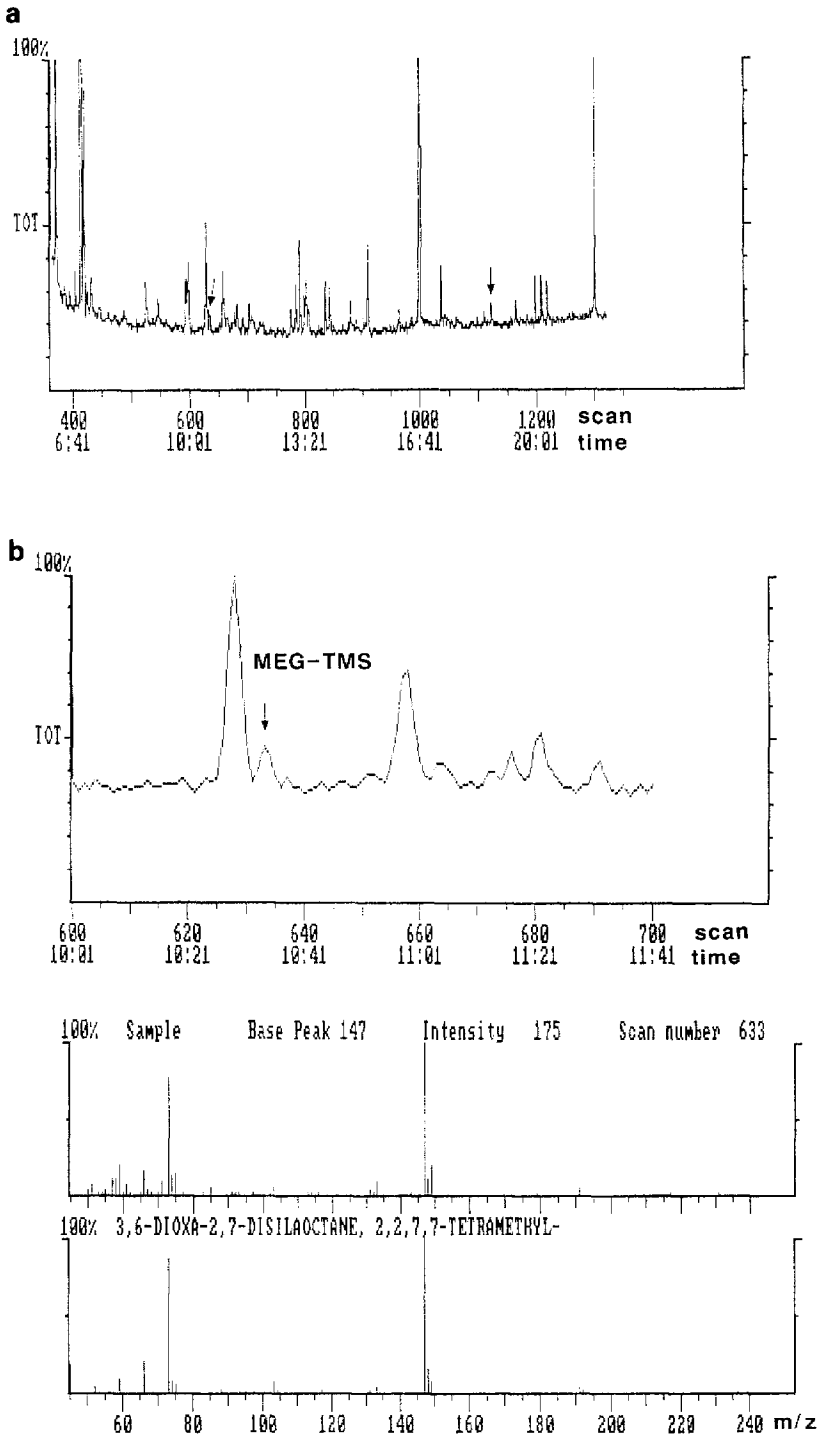 a
100%
TOT
400 600 800 1000 1200 scan
6:41 10:01 13:21 16:41 20:01 time
b
100%
MEG-TMS
TOT
600 620 640 660 680 700 scan
10:01 10:21 10:41 11:01 11:21 11:41 time
100% Sample Base Peak 147 Intensity 175 Scan number 633
100% 3,6-DIOXA-2,7-DISILAOCTANE, 2,2,7,7-TETRAMETHYL-
60 80 100 120 140 160 180 200 220 240 m/z